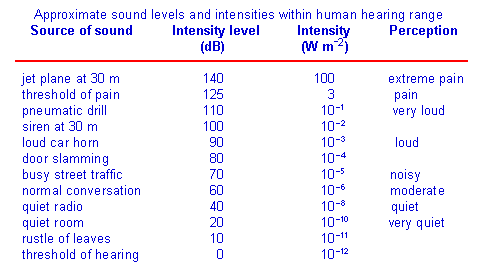 Approximate sound levels and intensities within human hearing range
Source of sound Intensity level (dB) Intensity (W m⁻²) Perception
jet plane at 30 m 140 100 extreme pain
threshold of pain 125 3 pain
pneumatic drill 110 10⁻¹ very loud
siren at 30 m 100 10⁻²
loud car horn 90 10⁻³ loud
door slamming 80 10⁻⁴
busy street traffic 70 10⁻⁵ noisy
normal conversation 60 10⁻⁶ moderate
quiet radio 40 10⁻⁸ quiet
quiet room 20 10⁻¹⁰ very quiet
rustle of leaves 10 10⁻¹¹
threshold of hearing 0 10⁻¹²